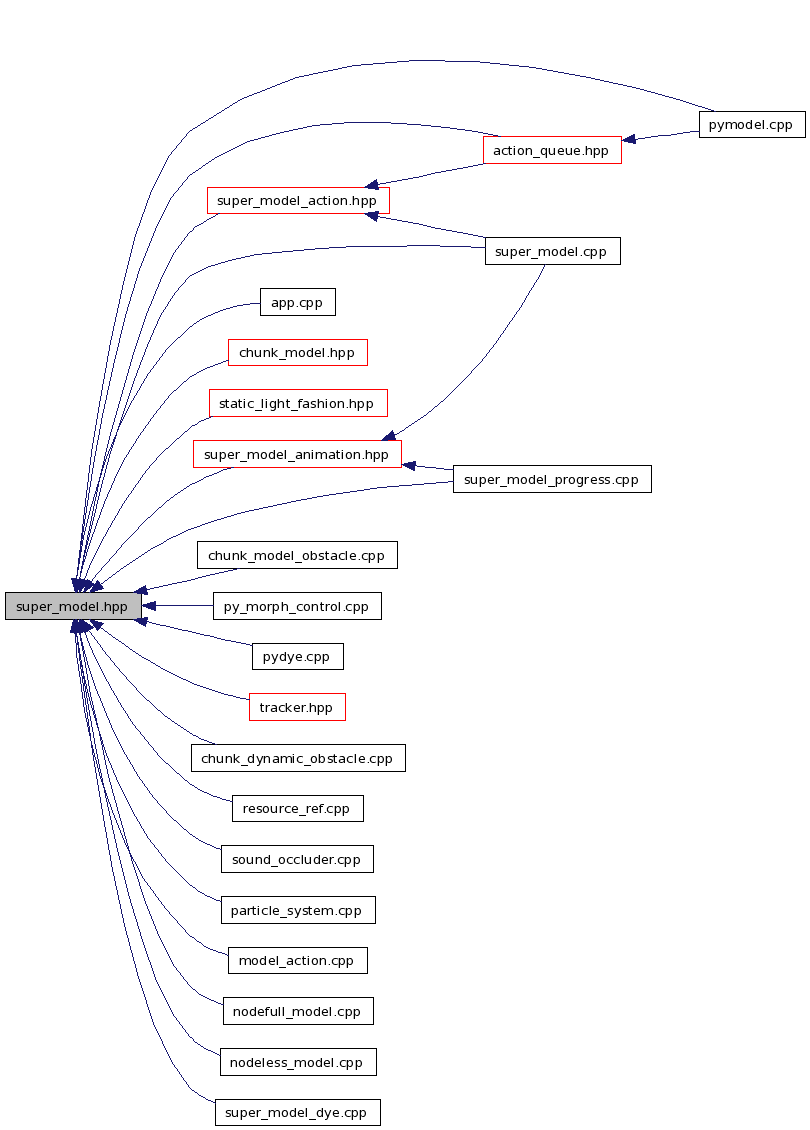 pymodel.cpp
action_queue.hpp
super_model_action.hpp
super_model.cpp
app.cpp
chunk_model.hpp
static_light_fashion.hpp
super_model_animation.hpp
super_model_progress.cpp
chunk_model_obstacle.cpp
super_model.hpp
py_morph_control.cpp
pydye.cpp
tracker.hpp
chunk_dynamic_obstacle.cpp
resource_ref.cpp
sound_occluder.cpp
particle_system.cpp
model_action.cpp
nodefull_model.cpp
nodeless_model.cpp
super_model_dye.cpp